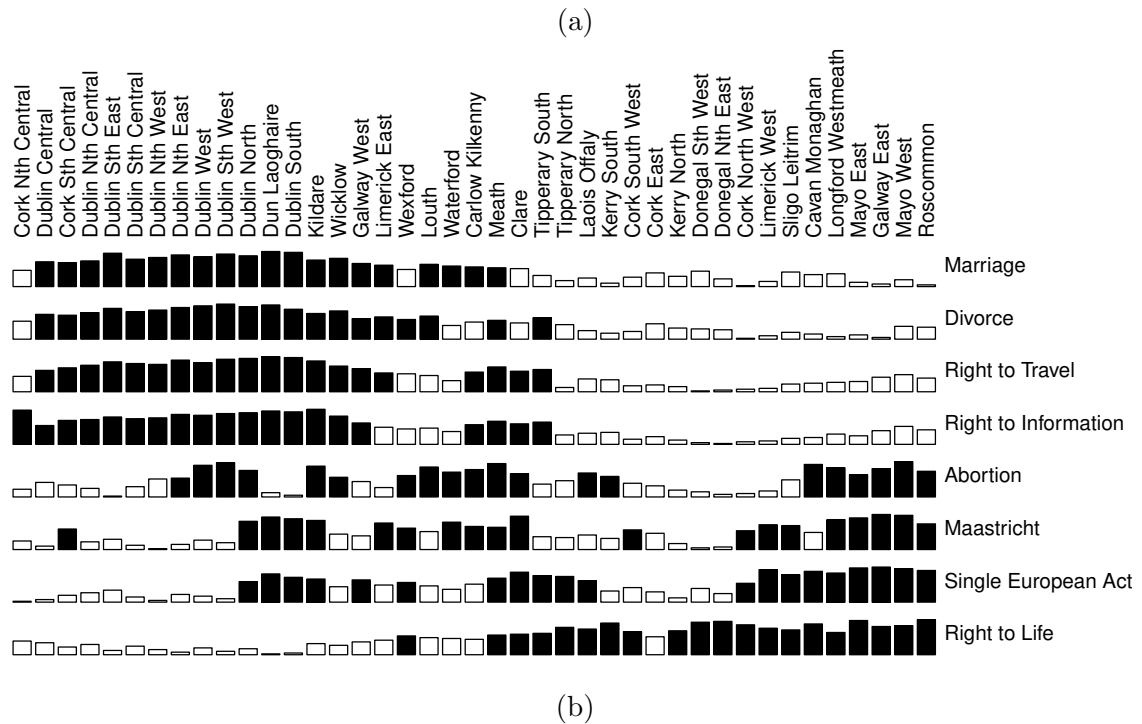 (a)
Cork Nth Central
Dublin Central
Cork Sth Central
Dublin Nth Central
Dublin Sth East
Dublin Sth Central
Dublin Nth West
Dublin Nth East
Dublin West
Dublin Sth West
Dublin North
Dun Laoghaire
Dublin South
Kildare
Wicklow
Galway West
Limerick East
Wexford
Louth
Waterford
Carlow Kilkenny
Meath
Clare
Tipperary South
Tipperary North
Laois Offaly
Kerry South
Cork South West
Cork East
Kerry North
Donegal Sth West
Donegal Nth East
Cork North West
Limerick West
Sligo Leitrim
Cavan Monaghan
Longford Westmeath
Mayo East
Galway East
Mayo West
Roscommon
Marriage
Divorce
Right to Travel
Right to Information
Abortion
Maastricht
Single European Act
Right to Life
(b)